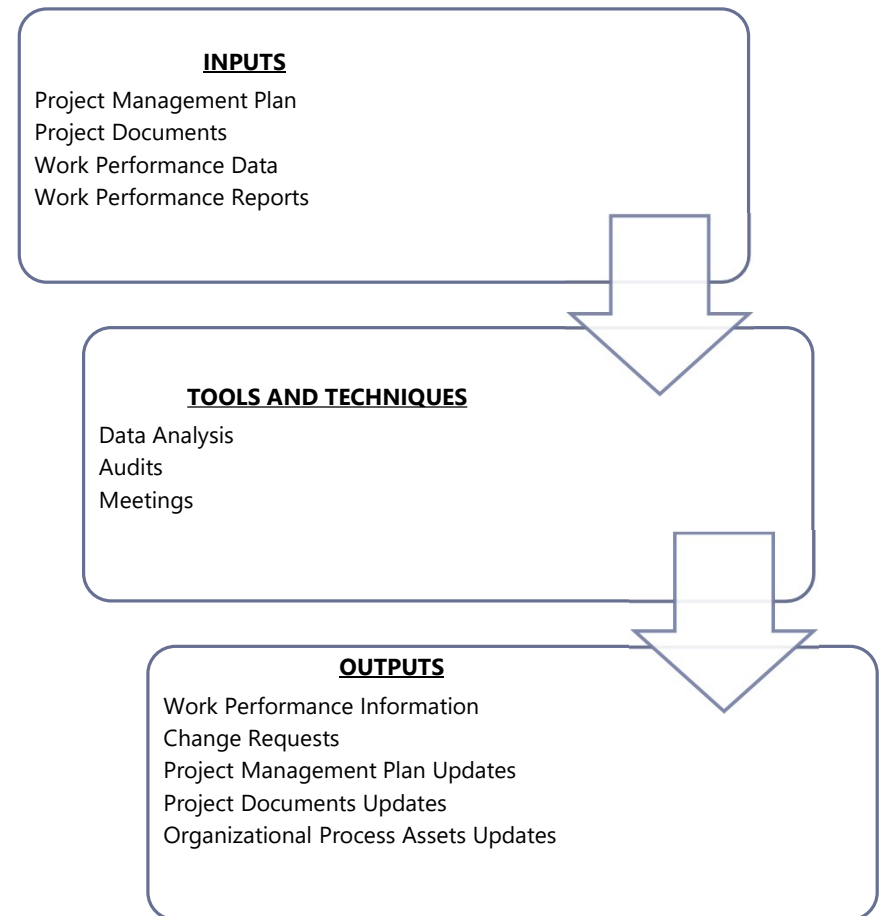 INPUTS
Project Management Plan
Project Documents
Work Performance Data
Work Performance Reports
TOOLS AND TECHNIQUES
Data Analysis
Audits
Meetings
OUTPUTS
Work Performance Information
Change Requests
Project Management Plan Updates
Project Documents Updates
Organizational Process Assets Updates